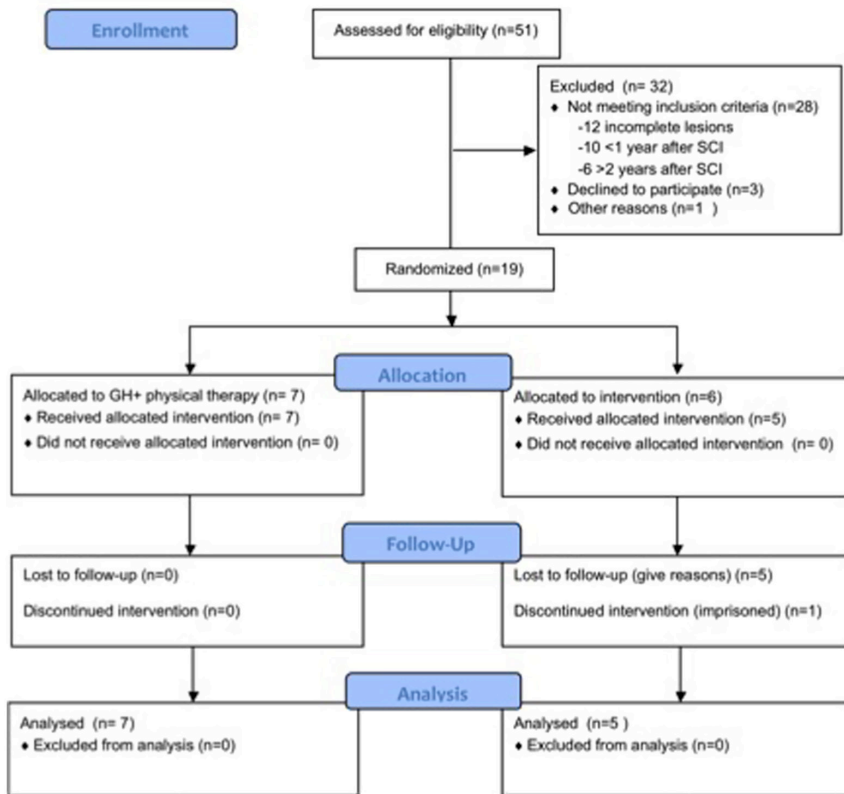 Enrollment
Assessed for eligibility (n=51)
Excluded (n= 32)
♦ Not meeting inclusion criteria (n=28)
-12 incomplete lesions
-10 <1 year after SCI
-6 >2 years after SCI
♦ Declined to participate (n=3)
♦ Other reasons (n=1 )
Randomized (n=19)
Allocation
Allocated to GH+ physical therapy (n= 7)
♦ Received allocated intervention (n= 7)
♦ Did not receive allocated intervention (n= 0)
Allocated to intervention (n=6)
♦ Received allocated intervention (n=5)
♦ Did not receive allocated intervention (n= 0)
Follow-Up
Lost to follow-up (n=0)
Discontinued intervention (n=0)
Lost to follow-up (give reasons) (n=5)
Discontinued intervention (imprisoned) (n=1)
Analysis
Analysed (n= 7)
♦ Excluded from analysis (n=0)
Analysed (n=5 )
♦ Excluded from analysis (n=0)